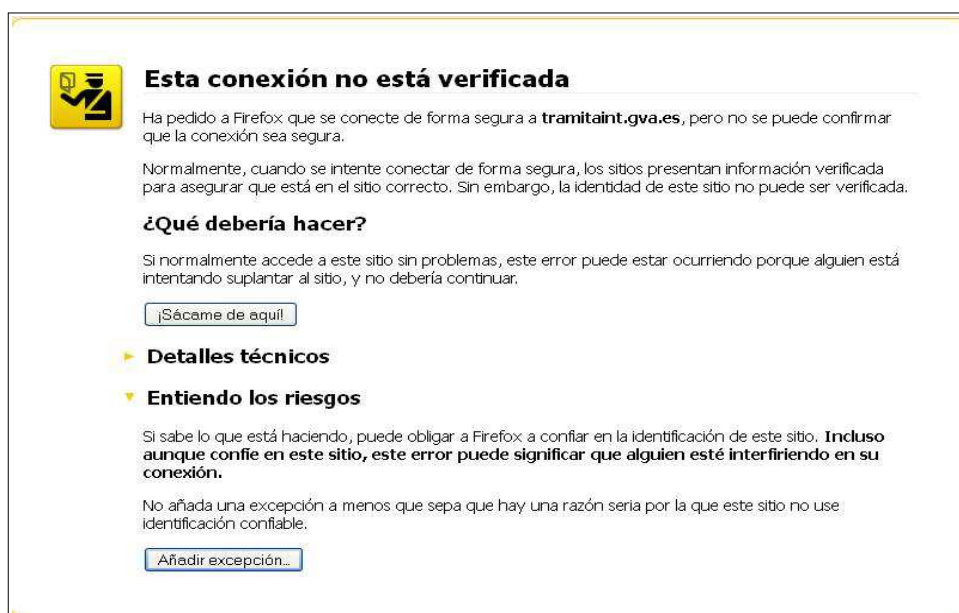 Esta conexión no está verificada
Ha pedido a Firefox que se conecte de forma segura a tramitaint.gva.es, pero no se puede confirmar
que la conexión sea segura.
Normalmente, cuando se intente conectar de forma segura, los sitios presentan información verificada
para asegurar que está en el sitio correcto. Sin embargo, la identidad de este sitio no puede ser verificada.
¿Qué debería hacer?
Si normalmente accede a este sitio sin problemas, este error puede estar ocurriendo porque alguien está
intentando suplantar al sitio, y no debería continuar.
¡Sácame de aquí!
Detalles técnicos
Entiendo los riesgos
Si sabe lo que está haciendo, puede obligar a Firefox a confiar en la identificación de este sitio. Incluso
aunque confíe en este sitio, este error puede significar que alguien esté interfiriendo en su
conexión.
No añada una excepción a menos que sepa que hay una razón seria por la que este sitio no use
identificación confiable.
Añadir excepción...